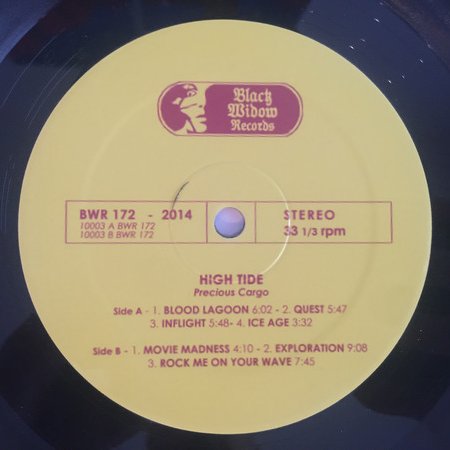 Black
Widow
Records
BWR 172 - 2014
10003 A BWR 172
10003 B BWR 172
STEREO
33 1/3 rpm
HIGH TIDE
Precious Cargo
Side A - 1. BLOOD LAGOON 6:02 - 2. QUEST 5:47
3. INFLIGHT 5:48- 4. ICE AGE 3:32
Side B - 1. MOVIE MADNESS 4:10 - 2. EXPLORATION 9:08
3. ROCK ME ON YOUR WAVE 7:45